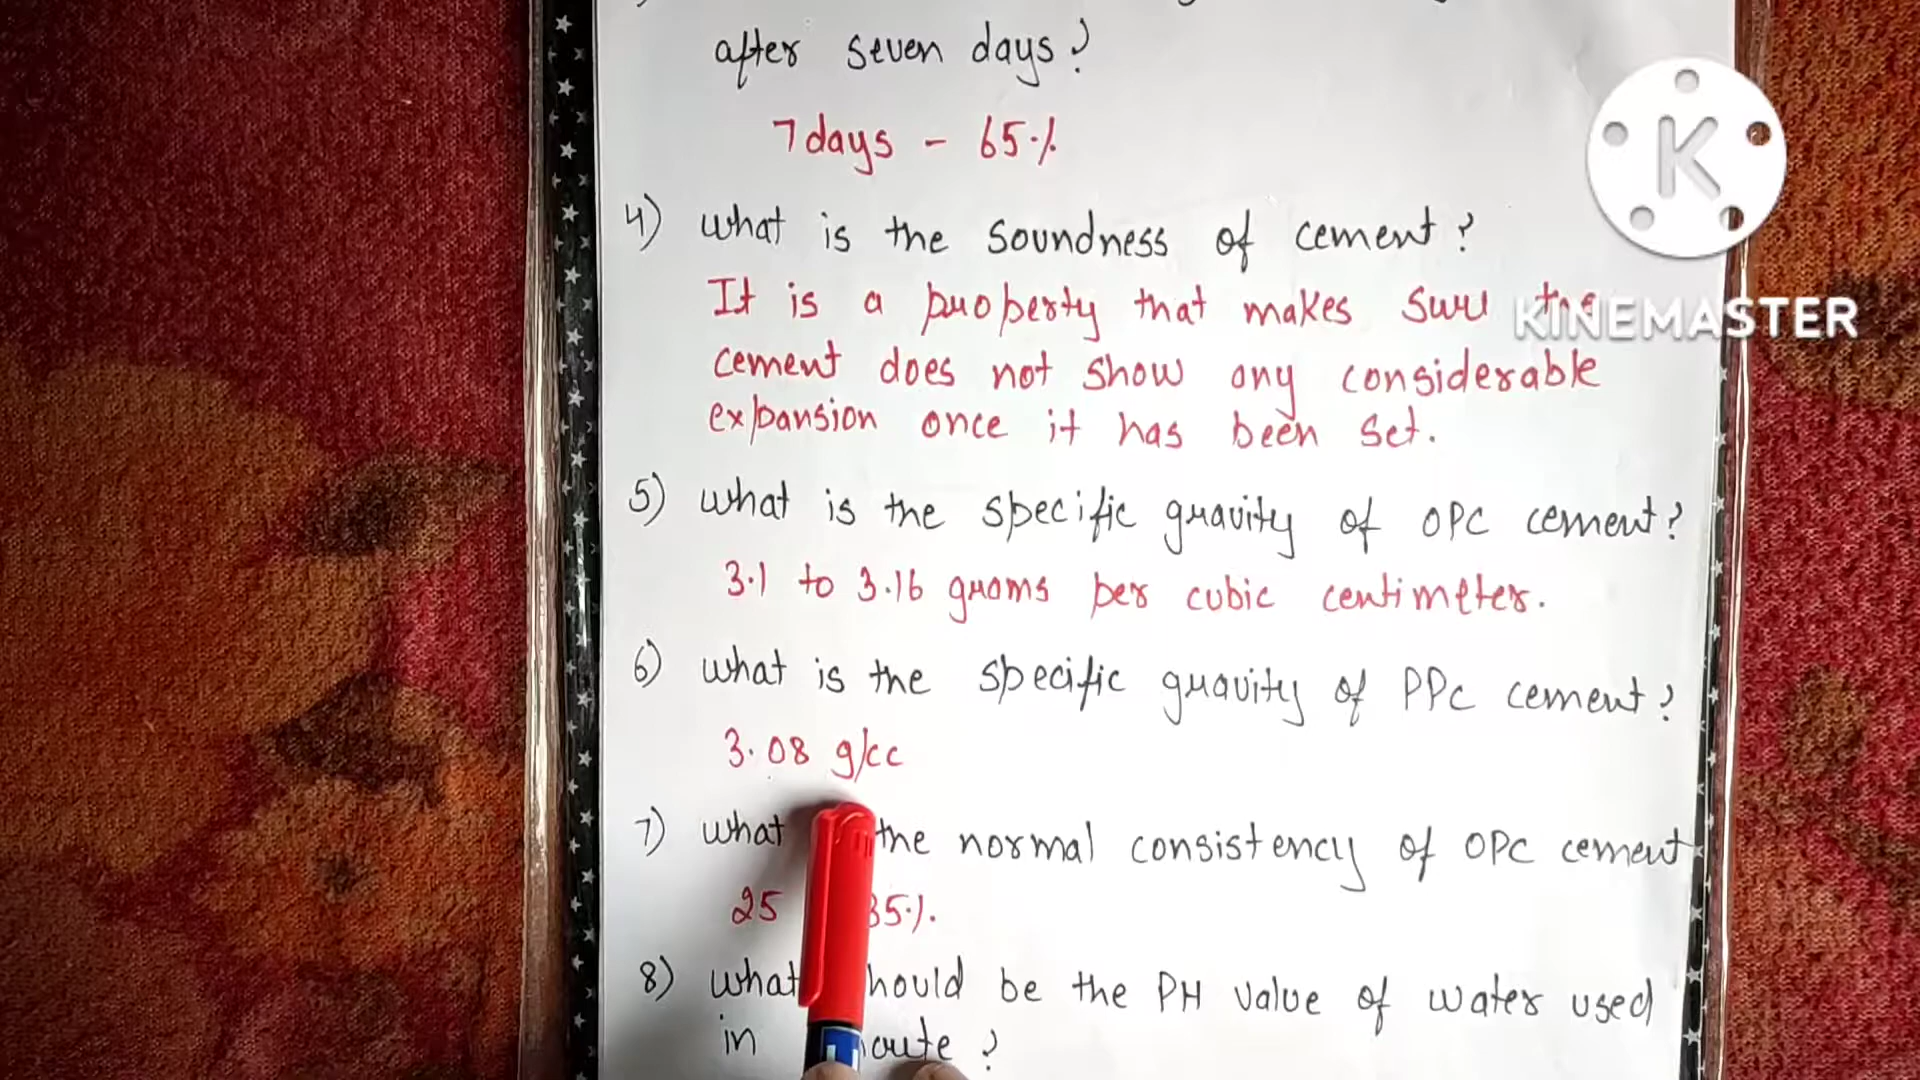 after seven days?
7days - 65%
4) what is the soundness of cement?
It is a property that makes sure the
cement does not show any considerable
expansion once it has been set.
5) what is the specific gravity of OPC cement?
3.1 to 3.16 grams per cubic centimeter.
6) what is the specific gravity of PPC cement?
3.08 g/cc
7) what the normal consistency of OPC cement
25 35%.
8) what should be the PH value of water used
in ?
K
KINEMASTER